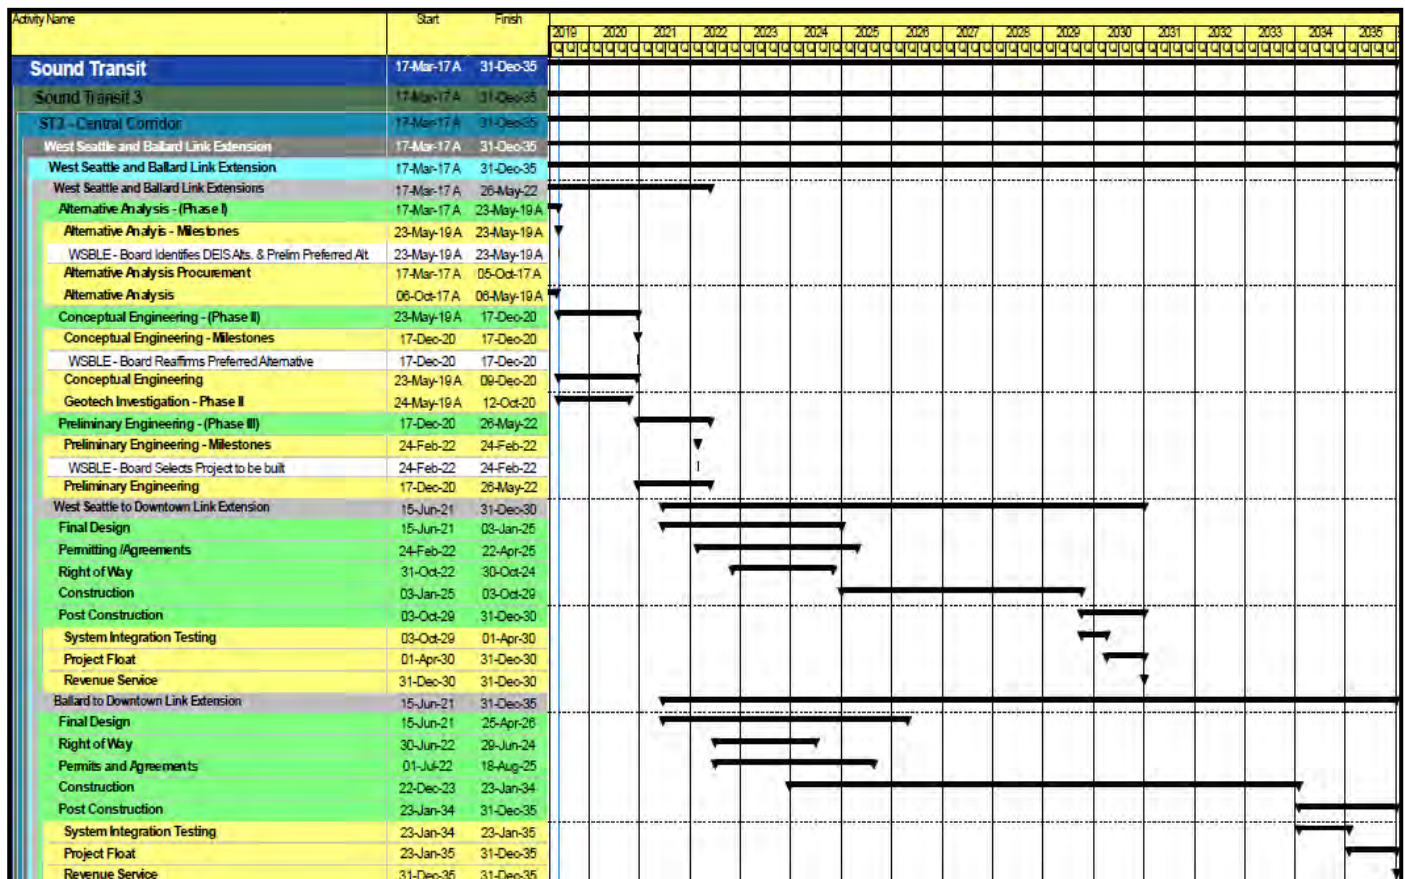 Activity Name Start Finish
2019 2020 2021 2022 2023 2024 2025 2026 2027 2028 2029 2030 2031 2032 2033 2034 2035
Q Q Q Q Q Q Q Q Q Q Q Q Q Q Q Q Q Q Q Q Q Q Q Q Q Q Q Q Q Q Q Q Q Q Q Q Q Q Q Q Q Q Q Q Q Q Q Q Q Q Q Q Q Q Q Q Q Q Q Q Q Q Q Q Q Q Q
Sound Transit 17-Mar-17 A 31-Dec-35
Sound Transit 3 17-Mar-17 A 31-Dec-35
ST3 - Central Corridor 17-Mar-17 A 31-Dec-35
West Seattle and Ballard Link Extension 17-Mar-17 A 31-Dec-35
West Seattle and Ballard Link Extension 17-Mar-17 A 31-Dec-35
West Seattle and Ballard Link Extensions 17-Mar-17 A 26-May-22
Alternative Analysis - (Phase I) 17-Mar-17 A 23-May-19 A
Alternative Analyis - Milestones 23-May-19 A 23-May-19 A
WSBLE - Board Identifies DEIS Alts. & Prelim Preferred Alt. 23-May-19 A 23-May-19 A
Alternative Analysis Procurement 17-Mar-17 A 05-Oct-17 A
Alternative Analysis 06-Oct-17 A 06-May-19 A
Conceptual Engineering - (Phase II) 23-May-19 A 17-Dec-20
Conceptual Engineering - Milestones 17-Dec-20 17-Dec-20
WSBLE - Board Reaffirms Preferred Alternative 17-Dec-20 17-Dec-20
Conceptual Engineering 23-May-19 A 09-Dec-20
Geotech Investigation - Phase II 24-May-19 A 12-Oct-20
Preliminary Engineering - (Phase III) 17-Dec-20 26-May-22
Preliminary Engineering - Milestones 24-Feb-22 24-Feb-22
WSBLE - Board Selects Project to be built 24-Feb-22 24-Feb-22
Preliminary Engineering 17-Dec-20 26-May-22
West Seattle to Downtown Link Extension 15-Jun-21 31-Dec-30
Final Design 15-Jun-21 03-Jan-25
Permitting /Agreements 24-Feb-22 22-Apr-25
Right of Way 31-Oct-22 30-Oct-24
Construction 03-Jan-25 03-Oct-29
Post Construction 03-Oct-29 31-Dec-30
System Integration Testing 03-Oct-29 01-Apr-30
Project Float 01-Apr-30 31-Dec-30
Revenue Service 31-Dec-30 31-Dec-30
Ballard to Downtown Link Extension 15-Jun-21 31-Dec-35
Final Design 15-Jun-21 25-Apr-26
Right of Way 30-Jun-22 29-Jun-24
Permits and Agreements 01-Jul-22 18-Aug-25
Construction 22-Dec-23 23-Jan-34
Post Construction 23-Jan-34 31-Dec-35
System Integration Testing 23-Jan-34 23-Jan-35
Project Float 23-Jan-35 31-Dec-35
Revenue Service 31-Dec-35 31-Dec-35